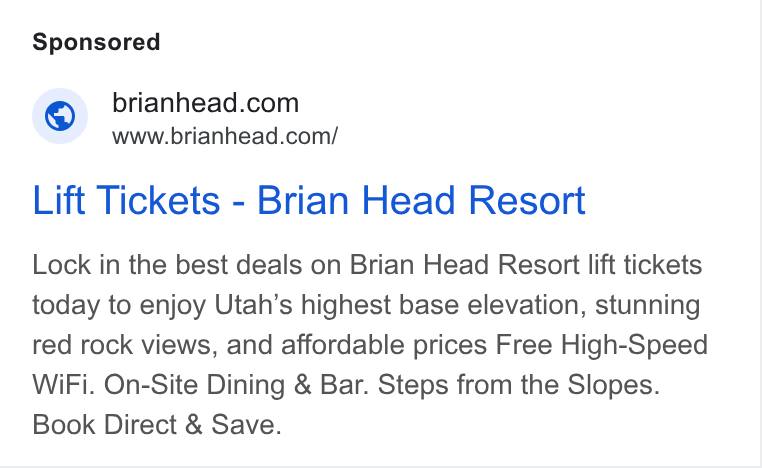 Sponsored
brianhead.com
www.brianhead.com/
Lift Tickets - Brian Head Resort
Lock in the best deals on Brian Head Resort lift tickets
today to enjoy Utah’s highest base elevation, stunning
red rock views, and affordable prices Free High-Speed
WiFi. On-Site Dining & Bar. Steps from the Slopes.
Book Direct & Save.